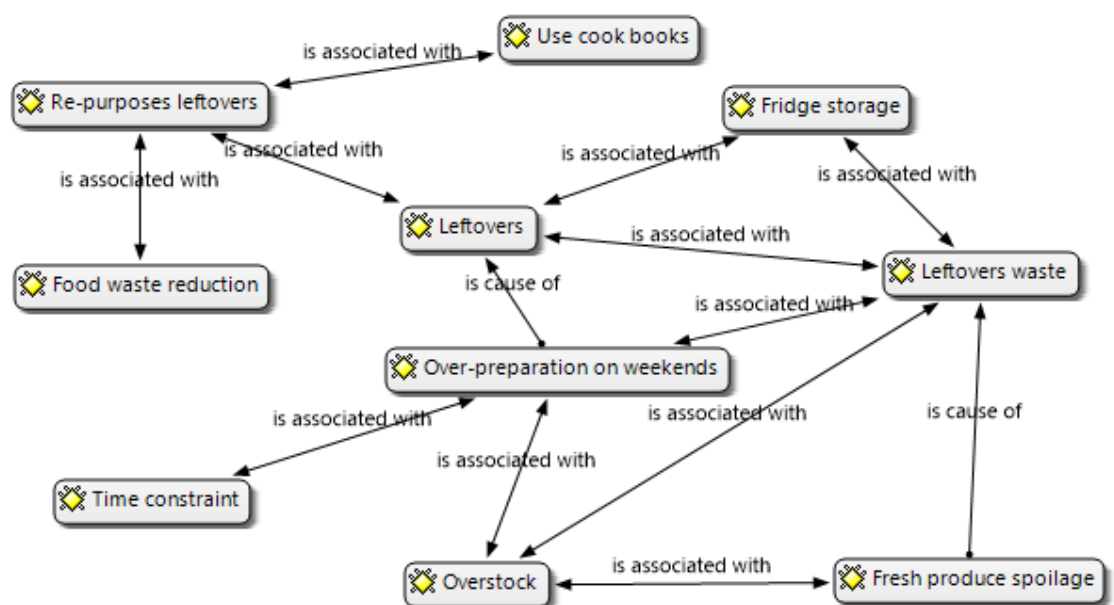 Use cook books
is associated with
Re-purposes leftovers
Fridge storage
is associated with
is associated with
is associated with
is associated with
Leftovers
is associated with
Leftovers waste
Food waste reduction
is cause of
is associated with
Over-preparation on weekends
is associated with
is associated with
is cause of
is associated with
Time constraint
is associated with
Overstock
Fresh produce spoilage